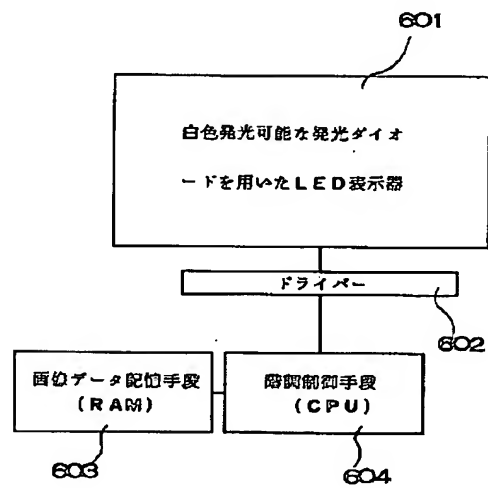 601
白色発光可能な発光ダイオ
ードを用いたLED表示器
ドライバー
602
画像データ記憶手段
(RAM)
階調制御手段
(CPU)
603
604